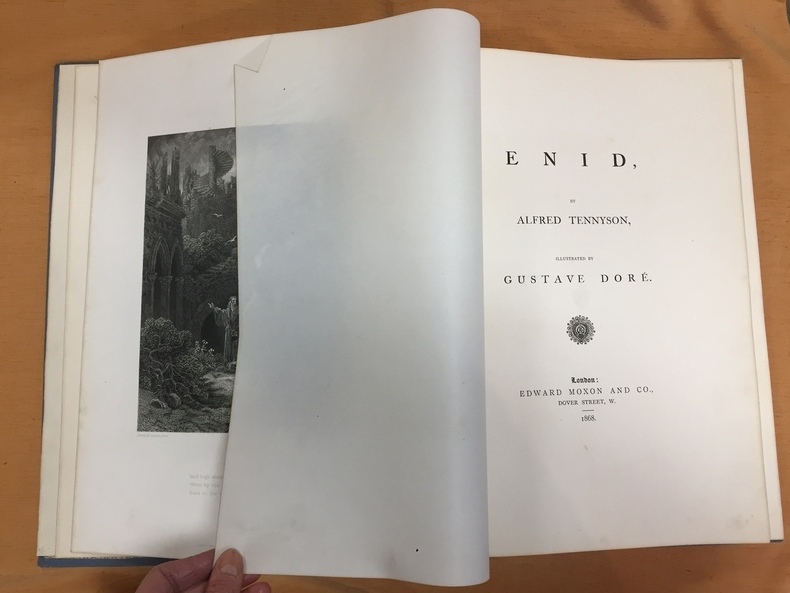 ENID,
BY
ALFRED TENNYSON,
ILLUSTRATED BY
GUSTAVE DORÉ.
London:
EDWARD MOXON AND CO.,
DOVER STREET, W.
1868.